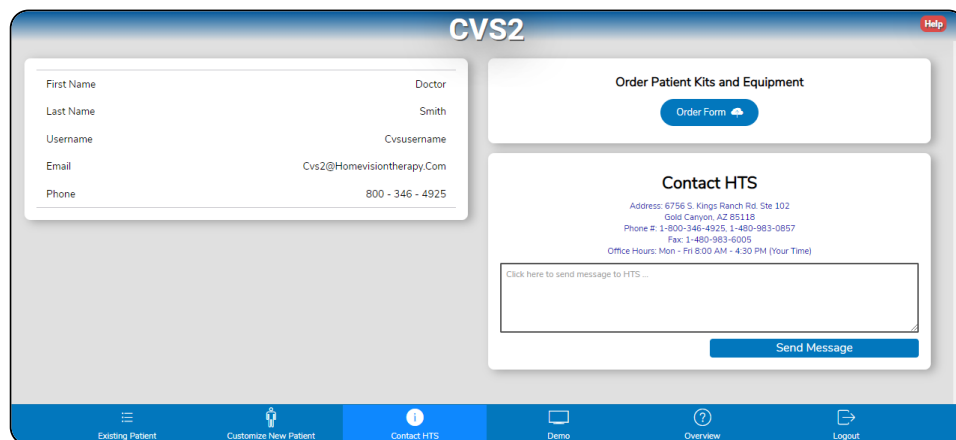 CVS2
Help
First Name Doctor
Last Name Smith
Username Cvsusername
Email Cvs2@Homevisiontherapy.Com
Phone 800 - 346 - 4925
Order Patient Kits and Equipment
Order Form
Contact HTS
Address: 6756 S. Kings Ranch Rd. Ste 102
Gold Canyon, AZ 85118
Phone #: 1-800-346-4925, 1-480-983-0857
Fax: 1-480-983-6005
Office Hours: Mon - Fri 8:00 AM - 4:30 PM (Your Time)
Click here to send message to HTS ...
Send Message
Existing Patient Customize New Patient Contact HTS Demo Overview Logout